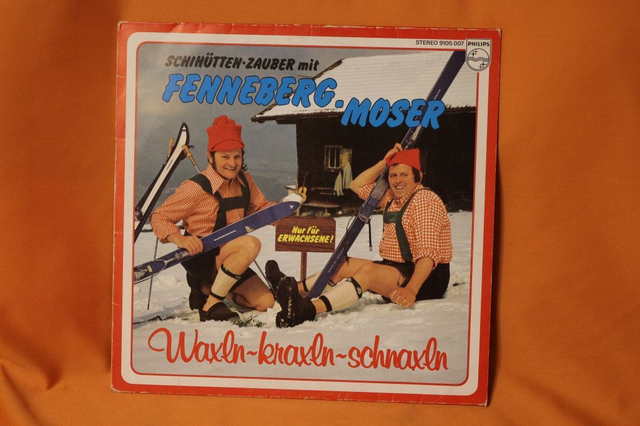 STEREO 9105 007
PHILIPS
SCHIHÜTTEN-ZAUBER mit
FENNEBERG-
MOSER
Nur für
ERWACHSENE!
Waxln-kraxln-schnaxln